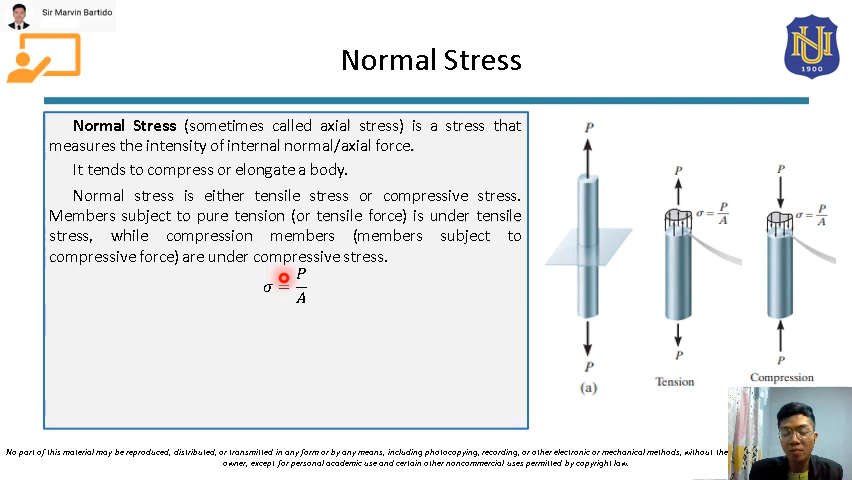 Sir Marvin Bartido
Normal Stress
NU
1900
Normal Stress (sometimes called axial stress) is a stress that
measures the intensity of internal normal/axial force.
It tends to compress or elongate a body.
Normal stress is either tensile stress or compressive stress.
Members subject to pure tension (or tensile force) is under tensile
stress, while compression members (members subject to
compressive force) are under compressive stress.
σ = P/A
P
P
(a)
P
σ = P/A
P
Tension
P
σ = P/A
P
Compression
No part of this material may be reproduced, distributed, or transmitted in any form or by any means, including photocopying, recording, or other electronic or mechanical methods, without the
owner, except for personal academic use and certain other noncommercial uses permitted by copyright law.